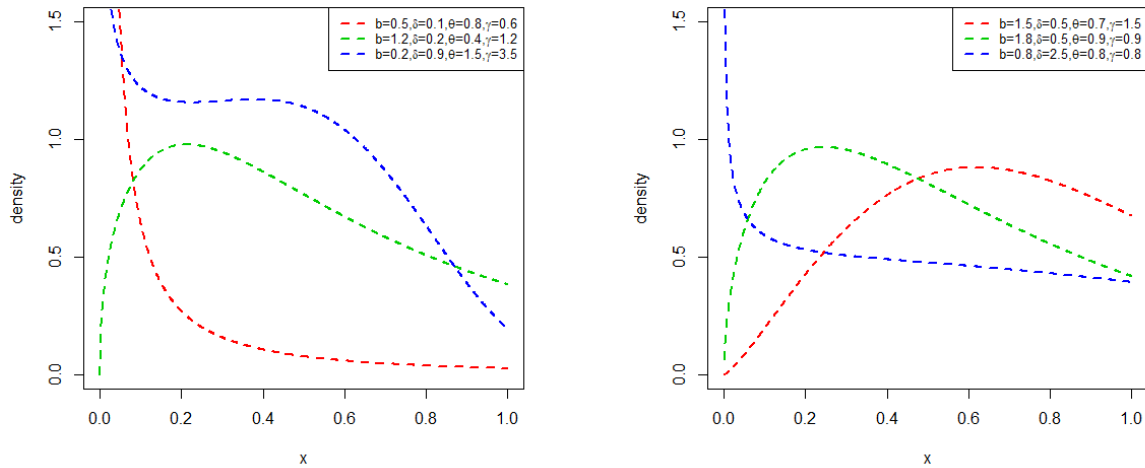 1.5
1.0
0.5
0.0
density
b=0.5,δ=0.1,θ=0.8,γ=0.6
b=1.2,δ=0.2,θ=0.4,γ=1.2
b=0.2,δ=0.9,θ=1.5,γ=3.5
0.0 0.2 0.4 0.6 0.8 1.0
x
1.5
1.0
0.5
0.0
density
b=1.5,δ=0.5,θ=0.7,γ=1.5
b=1.8,δ=0.5,θ=0.9,γ=0.9
b=0.8,δ=2.5,θ=0.8,γ=0.8
0.0 0.2 0.4 0.6 0.8 1.0
x